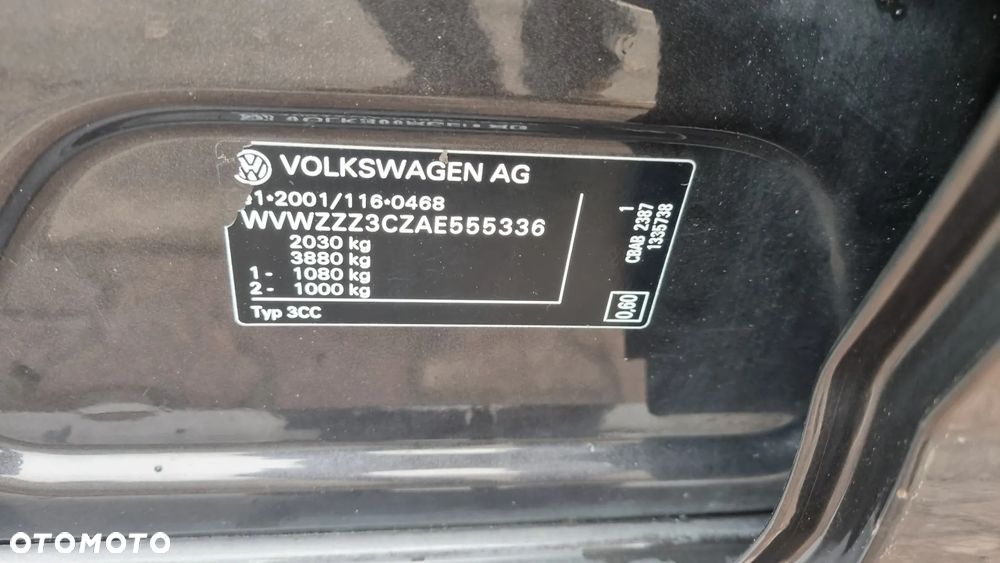 VOLKSWAGEN AG
1*2001/116*0468
WVWZZZ3CZAE555336
2030 kg
3880 kg
1 - 1080 kg
2 - 1000 kg
Typ 3CC
1
CBAB 2387
1335738
0,60
OTOMOTO